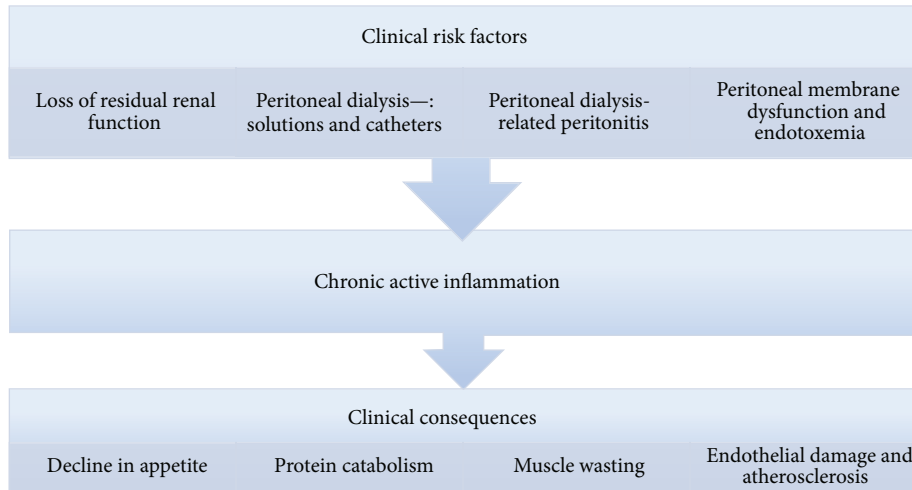 Clinical risk factors
Loss of residual renal
function
Peritoneal dialysis—:
solutions and catheters
Peritoneal dialysis-
related peritonitis
Peritoneal membrane
dysfunction and
endotoxemia
Chronic active inflammation
Clinical consequences
Decline in appetite
Protein catabolism
Muscle wasting
Endothelial damage and
atherosclerosis